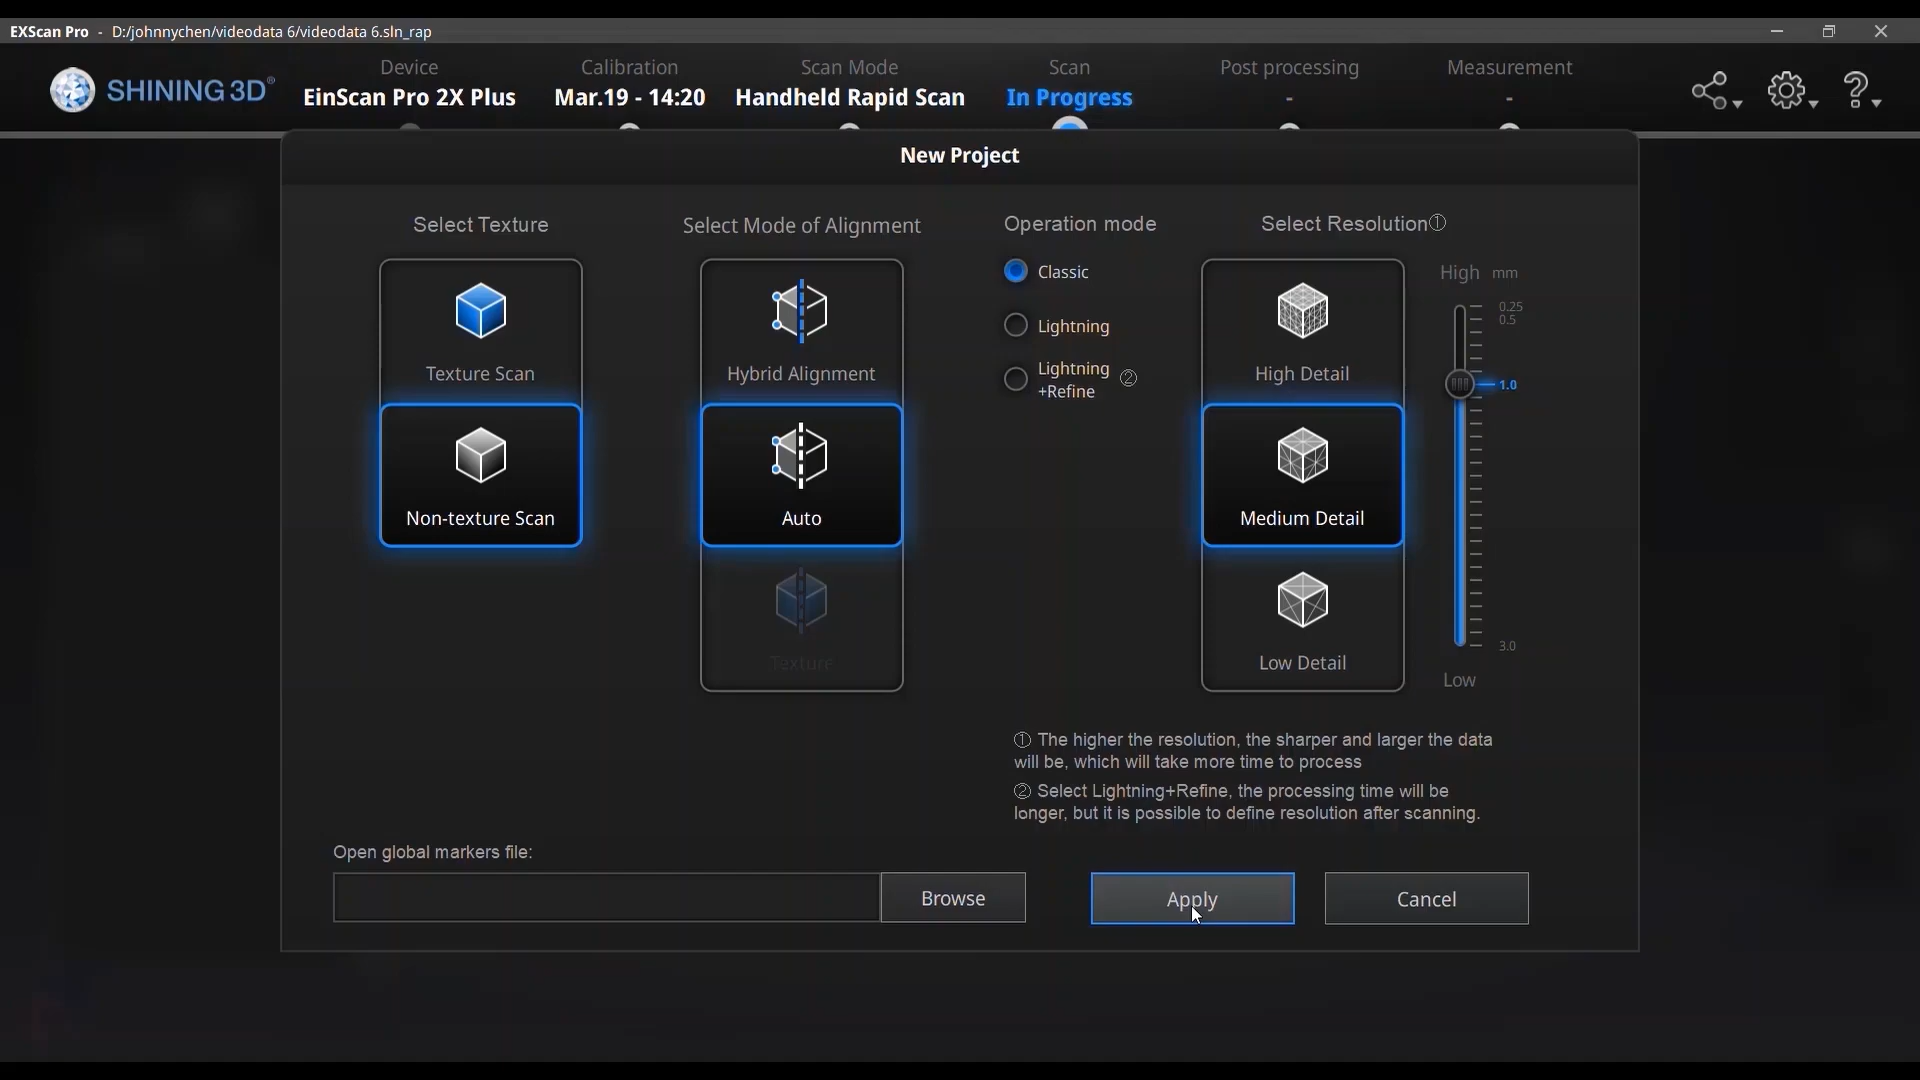 EXScan Pro - D:/johnnychen/videodata 6/videodata 6.sln_rap
SHINING 3D®
Device
EinScan Pro 2X Plus
Calibration
Mar.19 - 14:20
Scan Mode
Handheld Rapid Scan
Scan
In Progress
Post processing
-
Measurement
-
?
New Project
Select Texture
Texture Scan
Non-texture Scan
Select Mode of Alignment
Hybrid Alignment
Auto
Texture
Operation mode
Classic
Lightning
Lightning
+Refine ②
Select Resolution①
High Detail
Medium Detail
Low Detail
High mm
0.25
0.5
1.0
3.0
Low
① The higher the resolution, the sharper and larger the data
will be, which will take more time to process
② Select Lightning+Refine, the processing time will be
longer, but it is possible to define resolution after scanning.
Open global markers file:
Browse
Apply
Cancel